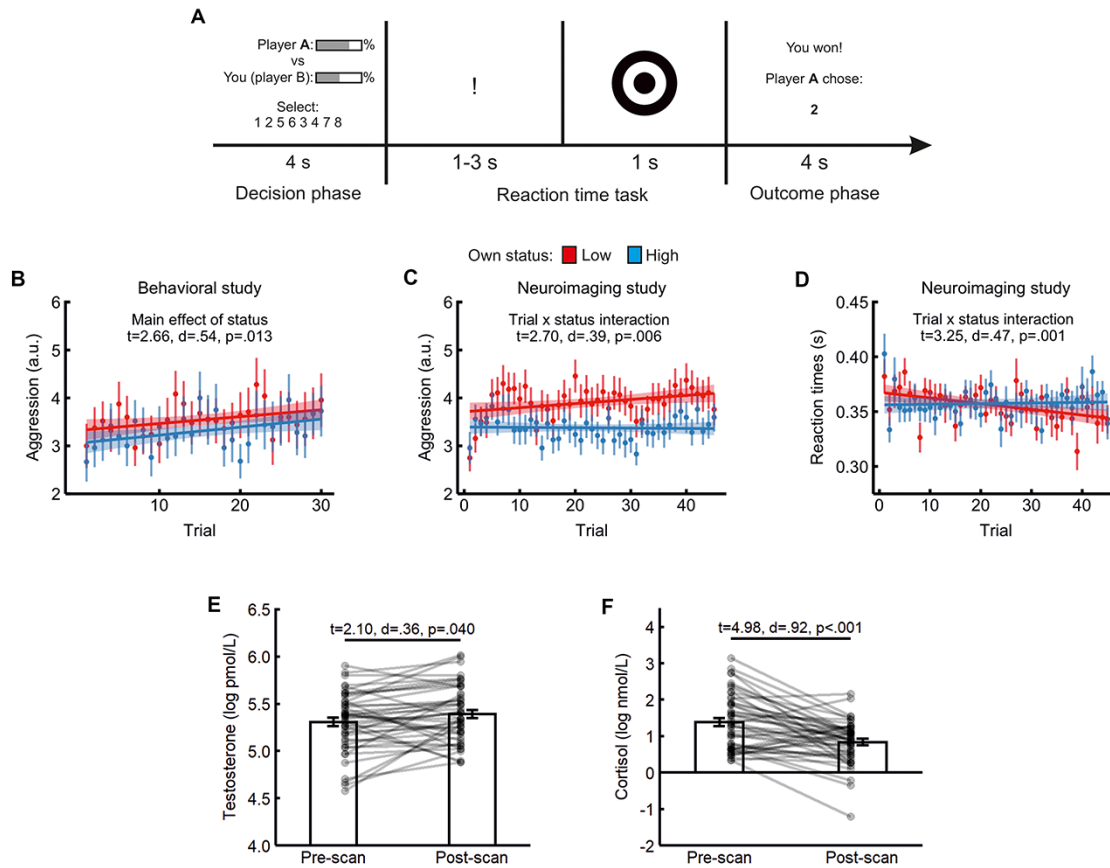 A
Player A: %
vs
You (player B): %
Select:
1 2 5 6 3 4 7 8
!
You won!
Player A chose:
2
4 s
1-3 s
1 s
4 s
Decision phase
Reaction time task
Outcome phase
Own status: Low High
B
Behavioral study
Main effect of status
t=2.66, d=.54, p=.013
Aggression (a.u.)
6
5
4
3
2
10
20
30
Trial
C
Neuroimaging study
Trial x status interaction
t=2.70, d=.39, p=.006
Aggression (a.u.)
6
5
4
3
2
0
10
20
30
40
Trial
D
Neuroimaging study
Trial x status interaction
t=3.25, d=.47, p=.001
Reaction times (s)
0.45
0.40
0.35
0.30
0
10
20
30
40
Trial
E
t=2.10, d=.36, p=.040
Testosterone (log pmol/L)
6.5
6.0
5.5
5.0
4.5
4.0
Pre-scan
Post-scan
F
t=4.98, d=.92, p<.001
Cortisol (log nmol/L)
4
3
2
1
0
-1
-2
Pre-scan
Post-scan